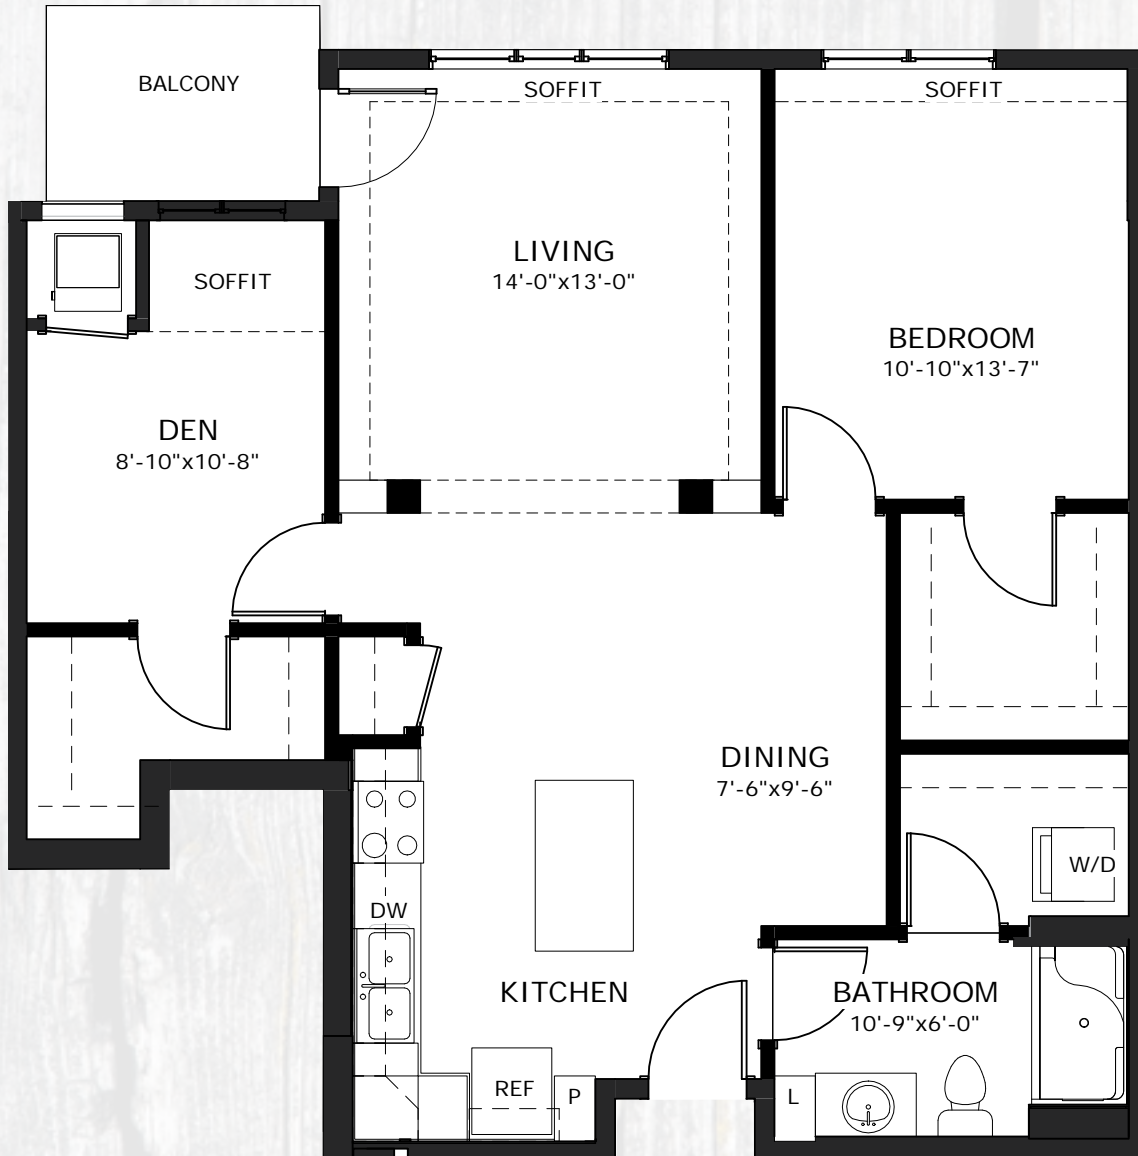 BALCONY
SOFFIT
SOFFIT
LIVING
14'-0"x13'-0"
SOFFIT
BEDROOM
10'-10"x13'-7"
DEN
8'-10"x10'-8"
DINING
7'-6"x9'-6"
W/D
DW
KITCHEN
BATHROOM
10'-9"x6'-0"
REF
P
L